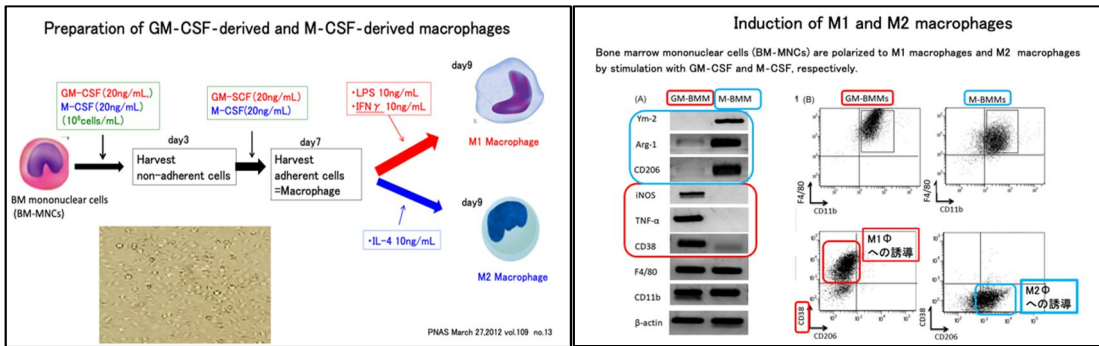 Preparation of GM-CSF-derived and M-CSF-derived macrophages
GM-CSF(20ng/mL,)
M-CSF(20ng/mL)
(10⁶cells/mL)
GM-SCF(20ng/mL)
M-CSF(20ng/mL)
・LPS 10ng/mL
・IFNγ 10ng/mL
day9
M1 Macrophage
day3
Harvest
non-adherent cells
day7
Harvest
adherent cells
=Macrophage
BM mononuclear cells
(BM-MNCs)
・IL-4 10ng/mL
day9
M2 Macrophage
PNAS March 27,2012 vol.109 no.13
Induction of M1 and M2 macrophages
Bone marrow mononuclear cells (BM-MNCs) are polarized to M1 macrophages and M2 macrophages
by stimulation with GM-CSF and M-CSF, respectively.
(A)
GM-BMM
M-BMM
Ym-2
Arg-1
CD206
iNOS
TNF-α
CD38
F4/80
CD11b
β-actin
(B)
GM-BMMs
M-BMMs
F4/80
CD11b
F4/80
CD11b
M1Φ
への誘導
M2Φ
への誘導
CD38
CD206
CD38
CD206